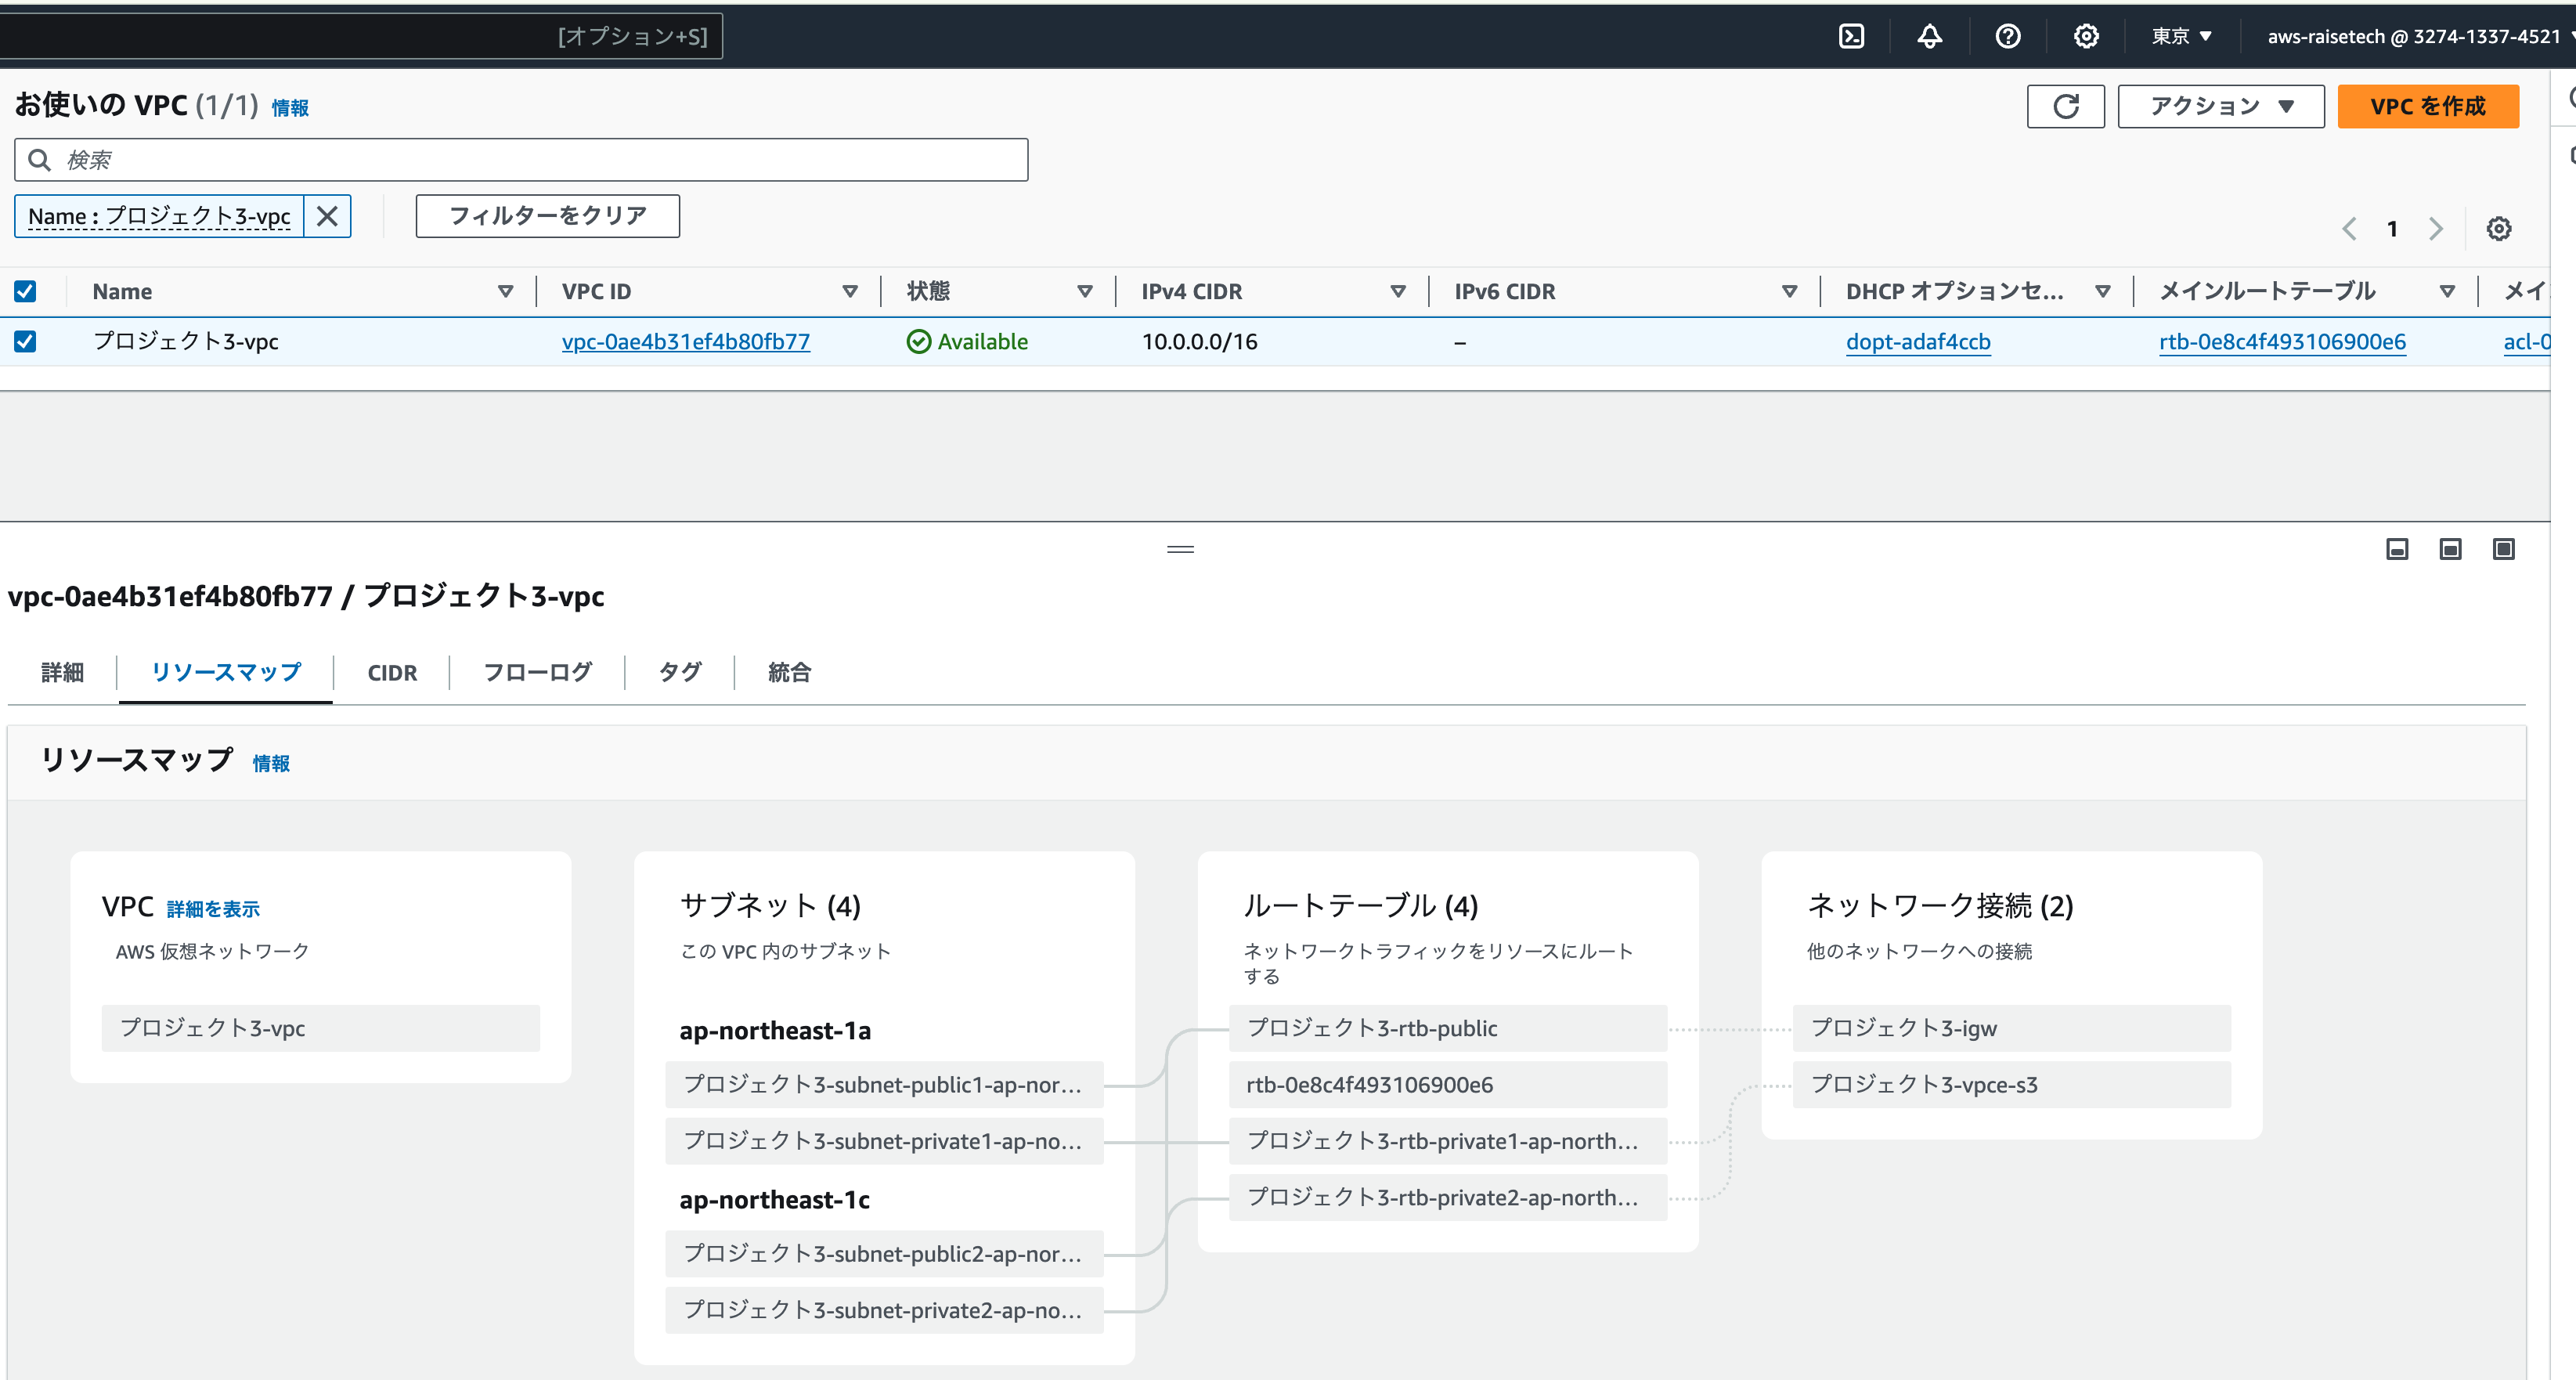 [オプション+S]
東京 ▼
aws-raisetech @ 3274-1337-4521
お使いの VPC (1/1) 情報
アクション ▼
VPC を作成
検索
Name : プロジェクト3-vpc
フィルターをクリア
1
Name
VPC ID
状態
IPv4 CIDR
IPv6 CIDR
DHCP オプションセ...
メインルートテーブル
メイ
プロジェクト3-vpc
vpc-0ae4b31ef4b80fb77
Available
10.0.0.0/16
–
dopt-adaf4ccb
rtb-0e8c4f493106900e6
acl-0
vpc-0ae4b31ef4b80fb77 / プロジェクト3-vpc
詳細
リソースマップ
CIDR
フローログ
タグ
統合
リソースマップ 情報
VPC 詳細を表示
AWS 仮想ネットワーク
プロジェクト3-vpc
サブネット (4)
この VPC 内のサブネット
ap-northeast-1a
プロジェクト3-subnet-public1-ap-nor...
プロジェクト3-subnet-private1-ap-no...
ap-northeast-1c
プロジェクト3-subnet-public2-ap-nor...
プロジェクト3-subnet-private2-ap-no...
ルートテーブル (4)
ネットワークトラフィックをリソースにルート
する
プロジェクト3-rtb-public
rtb-0e8c4f493106900e6
プロジェクト3-rtb-private1-ap-north...
プロジェクト3-rtb-private2-ap-north...
ネットワーク接続 (2)
他のネットワークへの接続
プロジェクト3-igw
プロジェクト3-vpce-s3